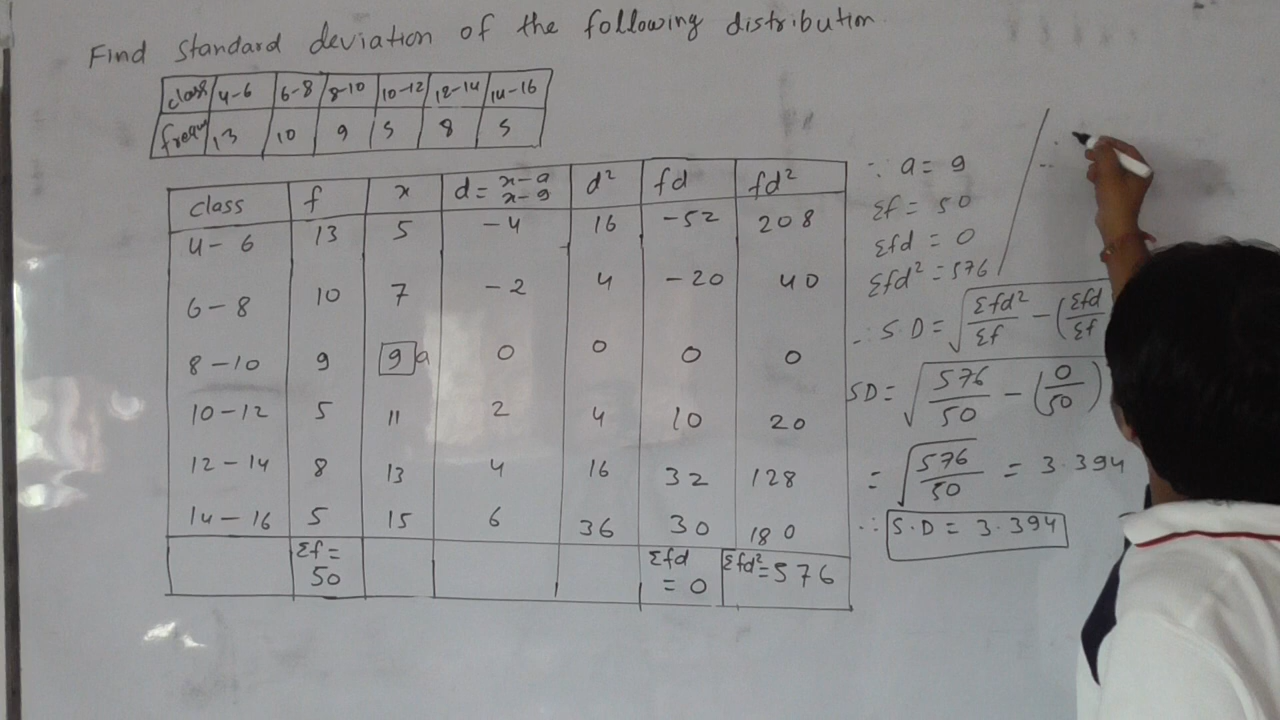 Find standard deviation of the following distribution.
class 4-6 6-8 8-10 10-12 12-14 14-16
frequ 13 10 9 5 8 5
class f x d = x-a x-9 d² fd fd²
4-6 13 5 -4 16 -52 208
6-8 10 7 -2 4 -20 40
8-10 9 9 a 0 0 0 0
10-12 5 11 2 4 10 20
12-14 8 13 4 16 32 128
14-16 5 15 6 36 30 180
Σf = 50 Σfd = 0 Σfd² = 576
∵ a = 9
Σf = 50
Σfd = 0
Σfd² = 576
∴ S.D = √(Σfd²/Σf - (Σfd/Σf
SD = √(576/50 - (0/50)
= √(576/50) = 3.394
∴ S.D = 3.394